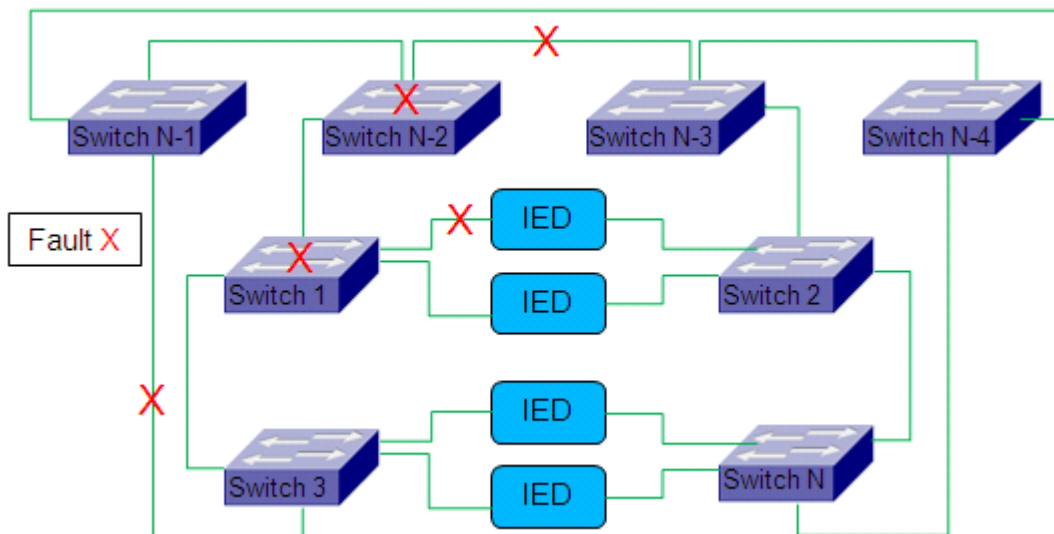 Switch N-1
Switch N-2
Switch N-3
Switch N-4
X
X
Fault X
X
IED
X
Switch 1
IED
Switch 2
X
IED
Switch 3
IED
Switch N